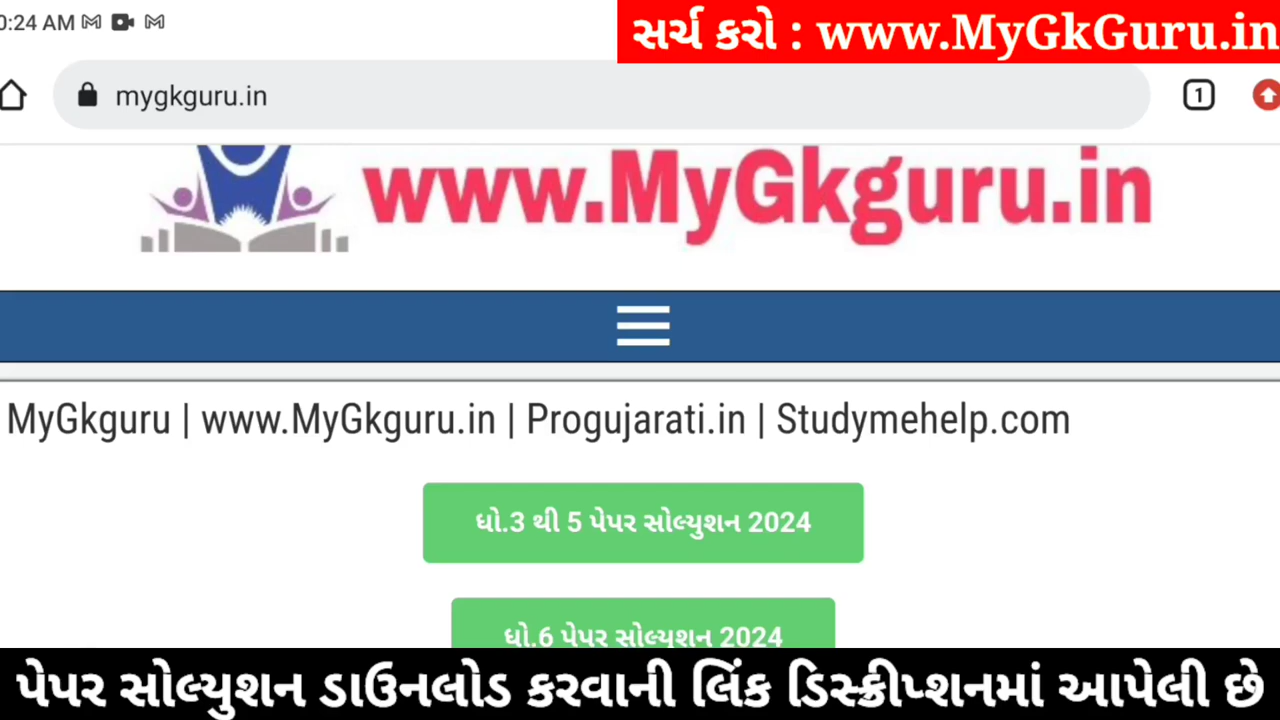 0:24 AM
સર્ચ કરો : www.MyGkGuru.in
mygkguru.in
1
www.MyGkguru.in
MyGkguru | www.MyGkguru.in | Progujarati.in | Studymehelp.com
ધો.3 થી 5 પેપર સોલ્યુશન 2024
ધો.6 પેપર સોલ્યુશન 2024
પેપર સોલ્યુશન ડાઉનલોડ કરવાની લિંક ડિસ્ક્રીપ્શનમાં આપેલી છે